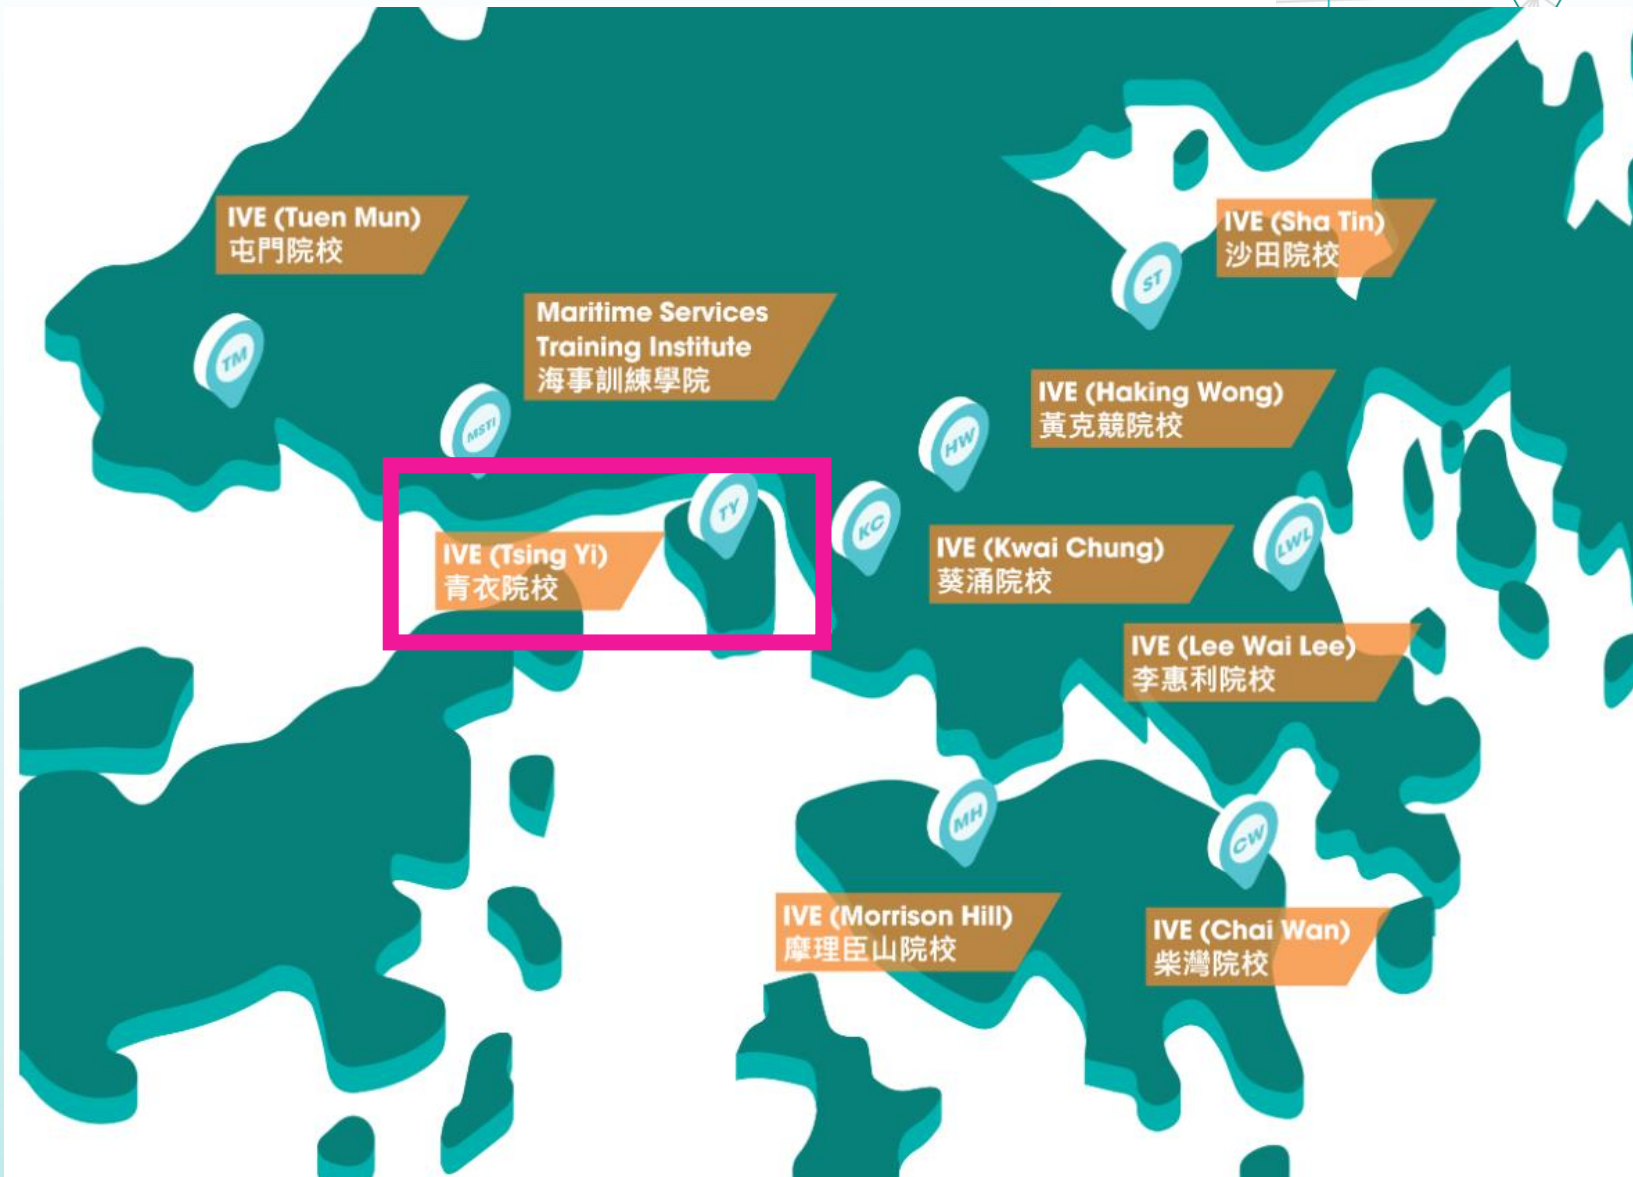 IVE (Tuen Mun)
屯門院校
IVE (Sha Tin)
沙田院校
ST
Maritime Services
Training Institute
海事訓練學院
TM
MSTI
IVE (Haking Wong)
黃克競院校
HW
TY
KC
IVE (Tsing Yi)
青衣院校
IVE (Kwai Chung)
葵涌院校
LWL
IVE (Lee Wai Lee)
李惠利院校
MH
CW
IVE (Morrison Hill)
摩理臣山院校
IVE (Chai Wan)
柴灣院校